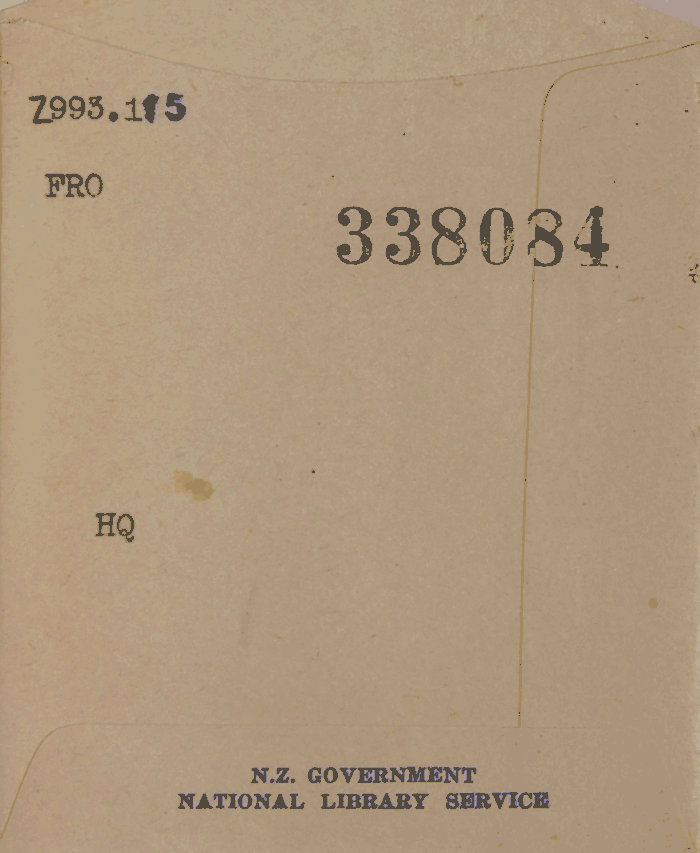 Z993.115
FRO
338084
HQ
N.Z. GOVERNMENT
NATIONAL LIBRARY SERVICE